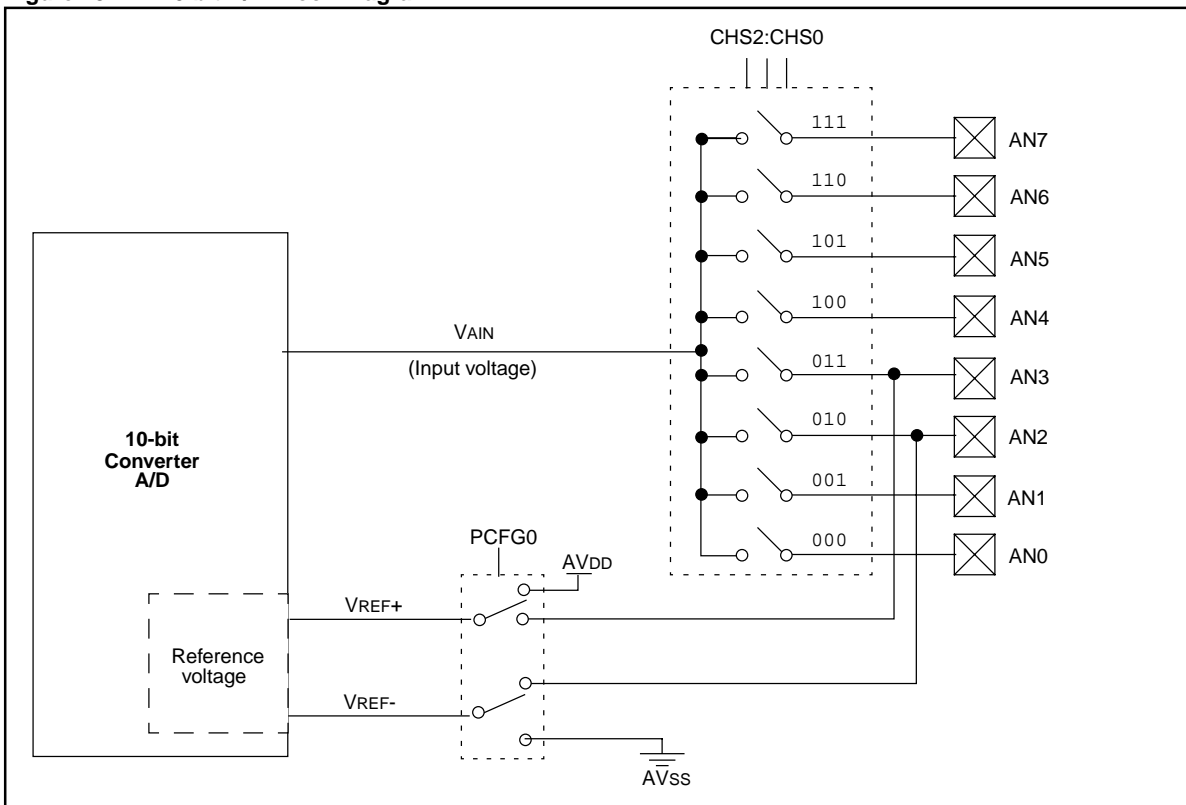 CHS2:CHS0
111
AN7
110
AN6
101
AN5
100
AN4
VAIN
(Input voltage)
011
AN3
010
AN2
10-bit
Converter
A/D
001
AN1
000
AN0
PCFG0
AVDD
VREF+
Reference
voltage
VREF-
AVSS